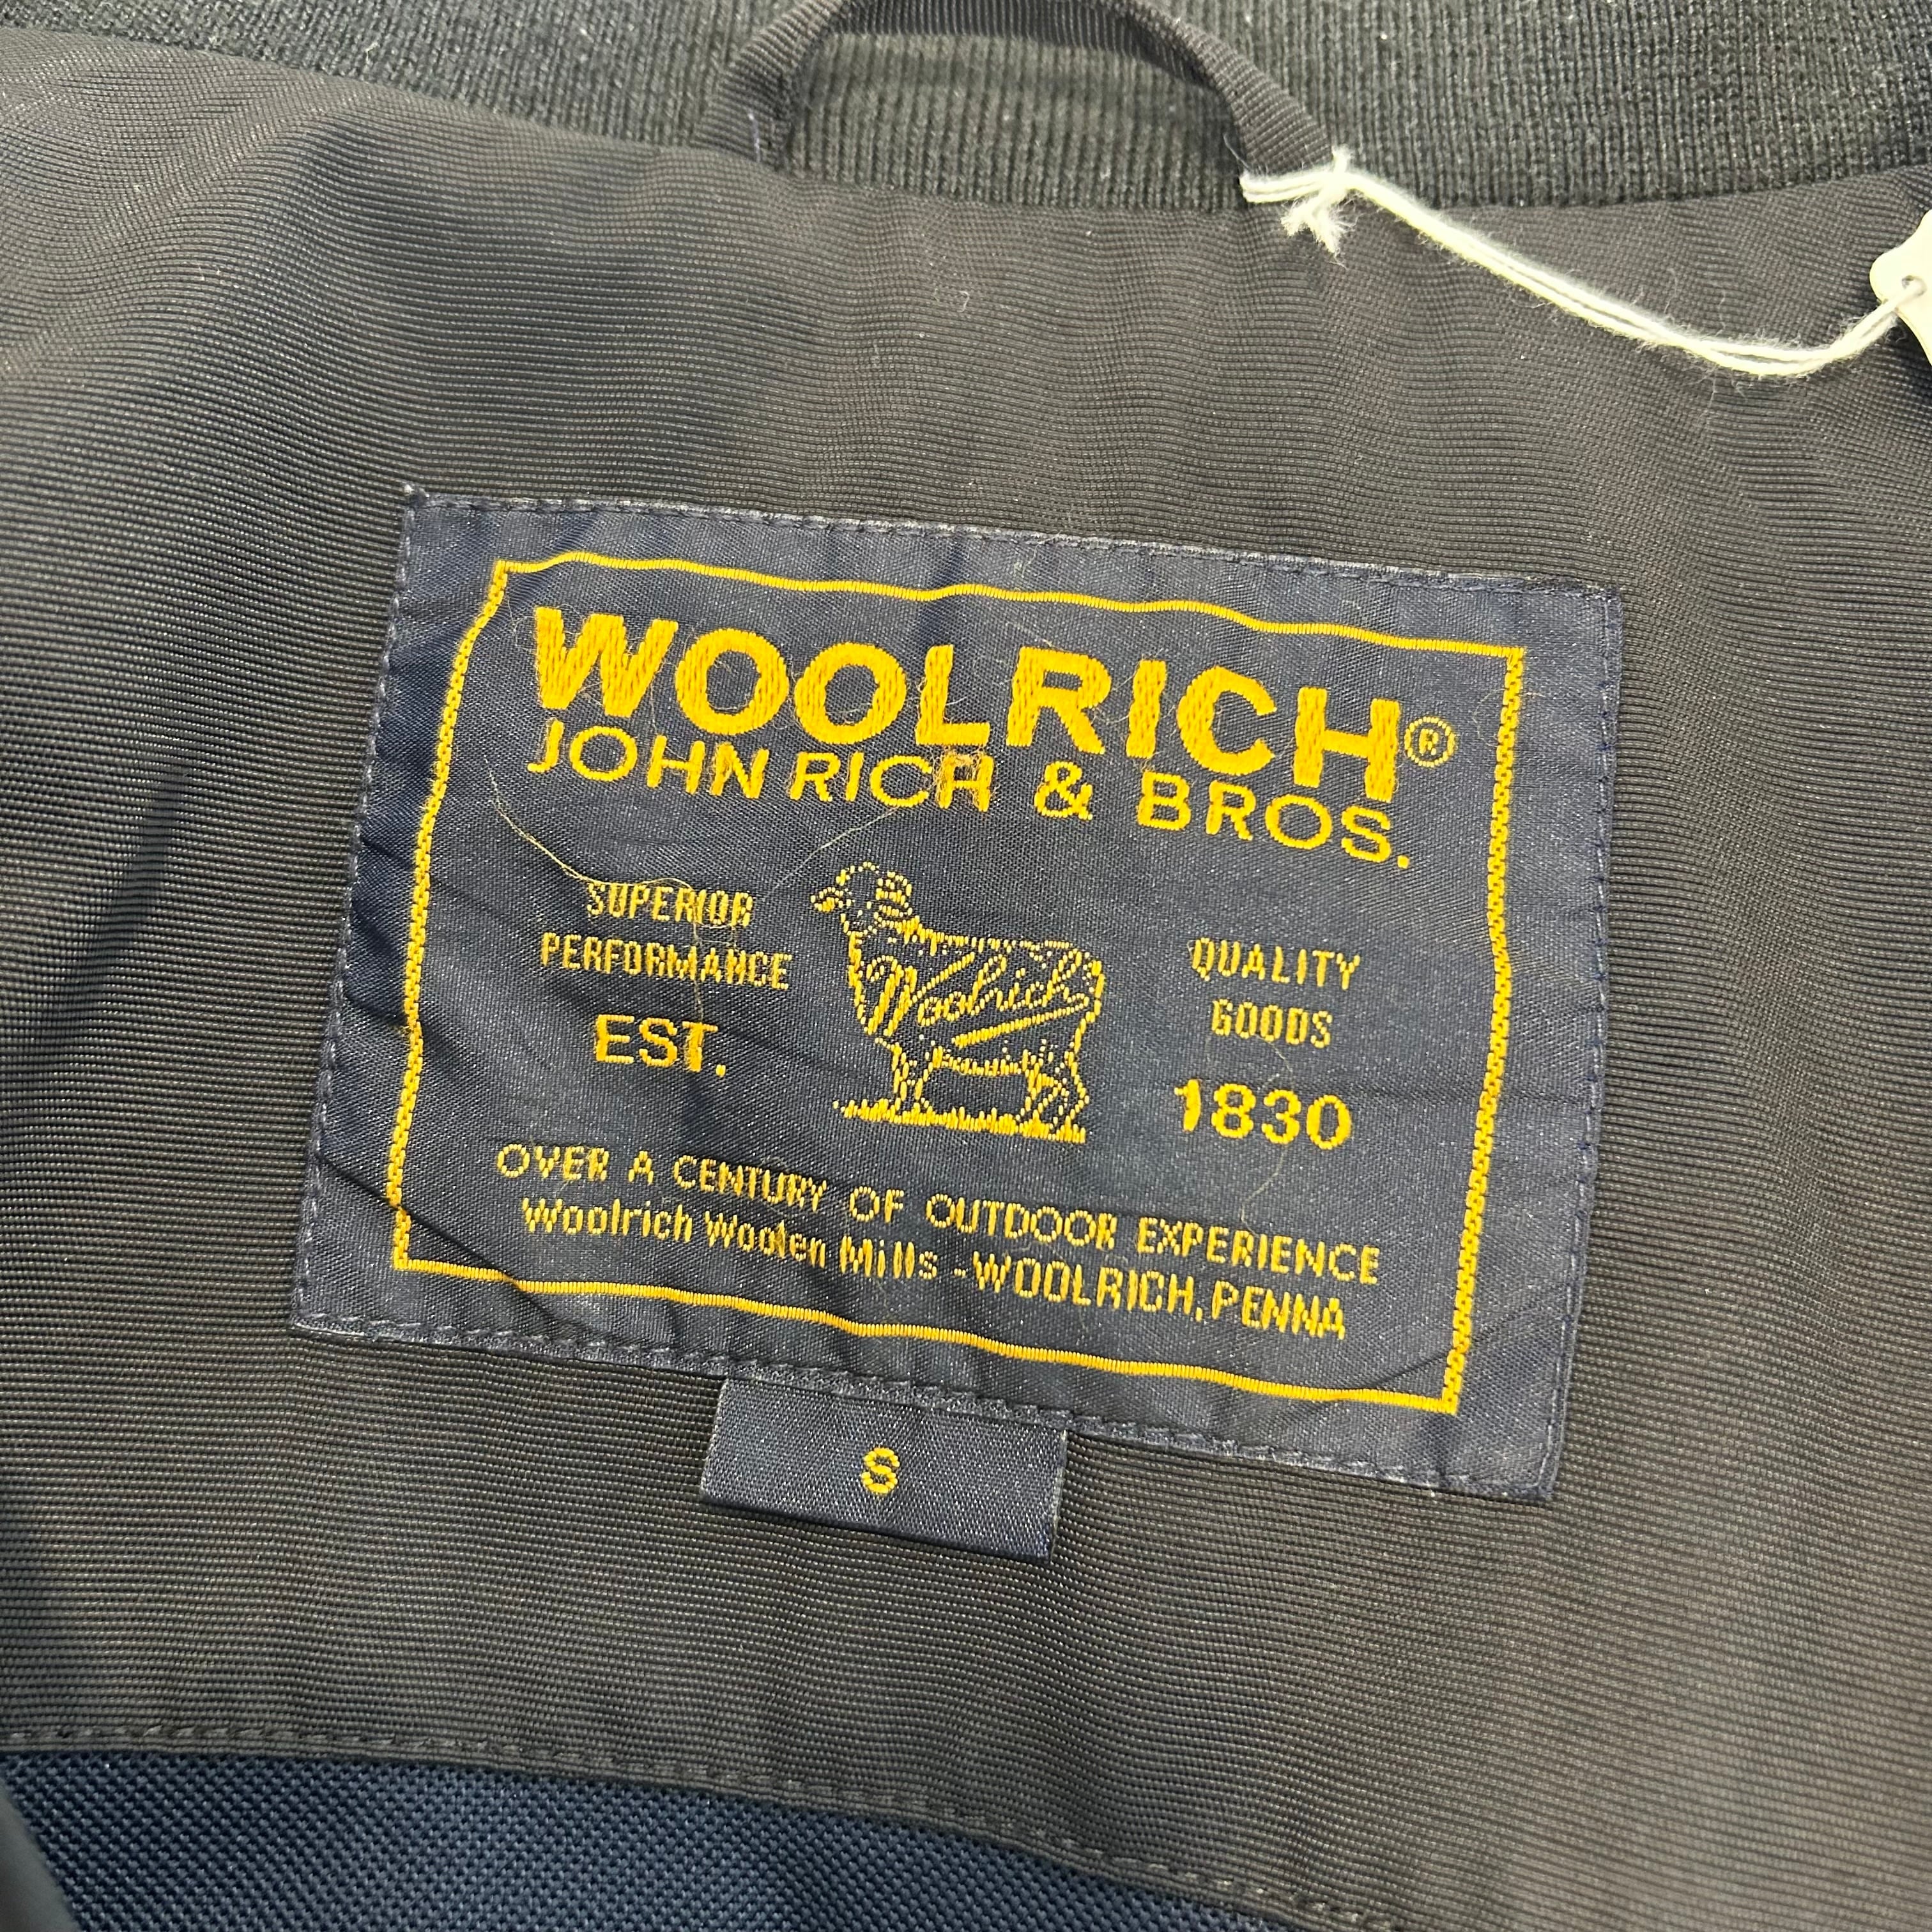 WOOLRICH®
JOHN RICH & BROS.
SUPERIOR
PERFORMANCE
EST.
Woolrich
QUALITY
GOODS
1830
OVER A CENTURY OF OUTDOOR EXPERIENCE
Woolrich Woolen Mills -WOOLRICH, PENNA
S